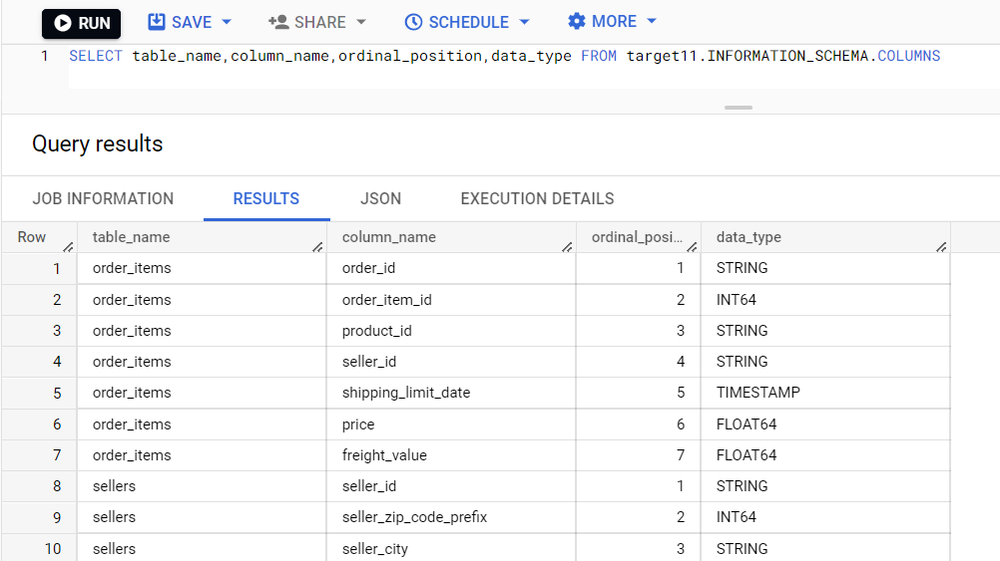 RUN SAVE SHARE SCHEDULE MORE
1 SELECT table_name,column_name,ordinal_position,data_type FROM target11.INFORMATION_SCHEMA.COLUMNS
Query results
JOB INFORMATION RESULTS JSON EXECUTION DETAILS
Row table_name column_name ordinal_posi... data_type
1 order_items order_id 1 STRING
2 order_items order_item_id 2 INT64
3 order_items product_id 3 STRING
4 order_items seller_id 4 STRING
5 order_items shipping_limit_date 5 TIMESTAMP
6 order_items price 6 FLOAT64
7 order_items freight_value 7 FLOAT64
8 sellers seller_id 1 STRING
9 sellers seller_zip_code_prefix 2 INT64
10 sellers seller_city 3 STRING